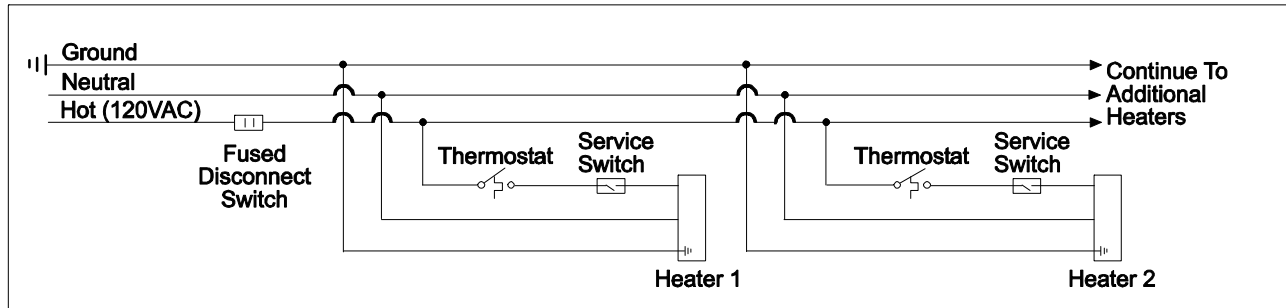 Ground
Neutral
Hot (120VAC)
Continue To
Additional
Heaters
Fused
Disconnect
Switch
Thermostat
Service
Switch
Thermostat
Service
Switch
Heater 1
Heater 2